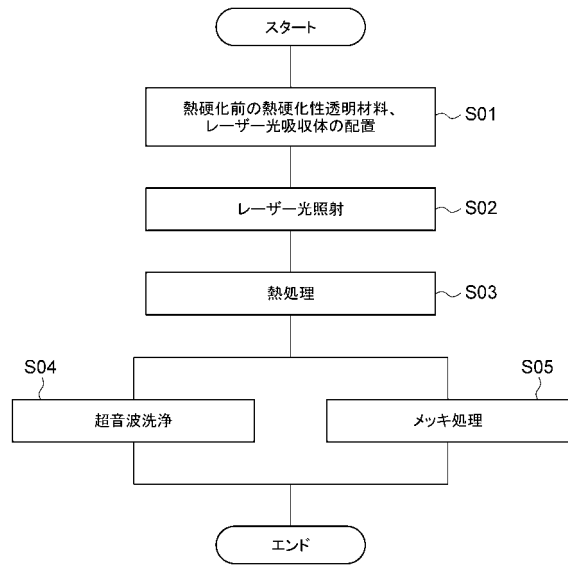 スタート
熱硬化前の熱硬化性透明材料、
レーザー光吸収体の配置
S01
レーザー光照射
S02
熱処理
S03
S04
S05
超音波洗浄
メッキ処理
エンド